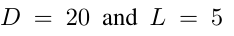 D = 20 and L = 5